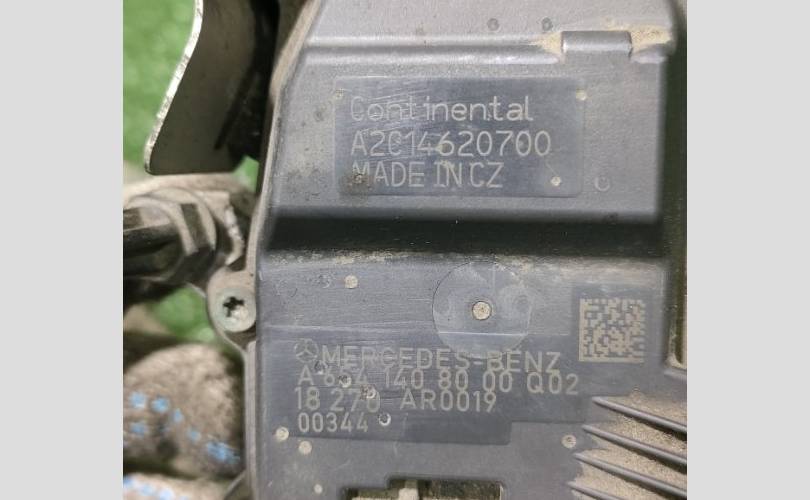 Continental
A2C14620700
MADE IN CZ
MERCEDES-BENZ
A 654 140 80 00 Q02
18 270 AR0019
00344